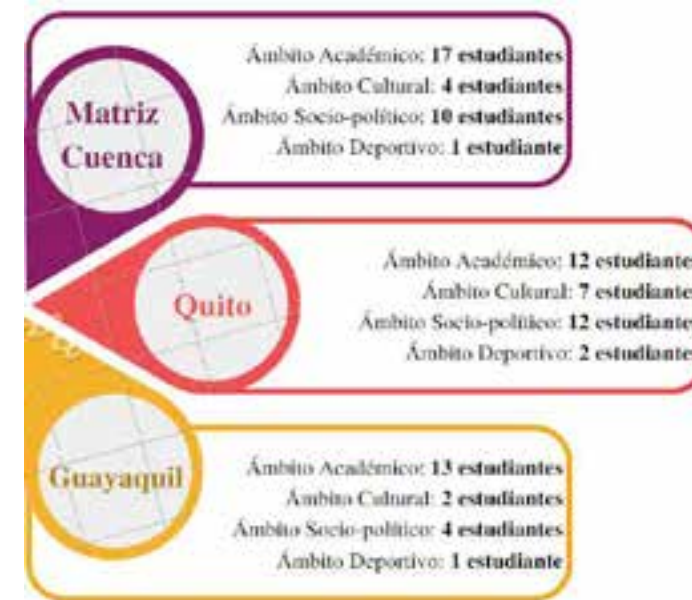 Matriz
Cuenca
Ámbito Académico: 17 estudiantes
Ámbito Cultural: 4 estudiantes
Ámbito Socio-político: 10 estudiantes
Ámbito Deportivo: 1 estudiante
Quito
Ámbito Académico: 12 estudiante
Ámbito Cultural: 7 estudiante
Ámbito Socio-político: 12 estudiante
Ámbito Deportivo: 2 estudiante
Guayaquil
Ámbito Académico: 13 estudiantes
Ámbito Cultural: 2 estudiantes
Ámbito Socio-político: 4 estudiantes
Ámbito Deportivo: 1 estudiante